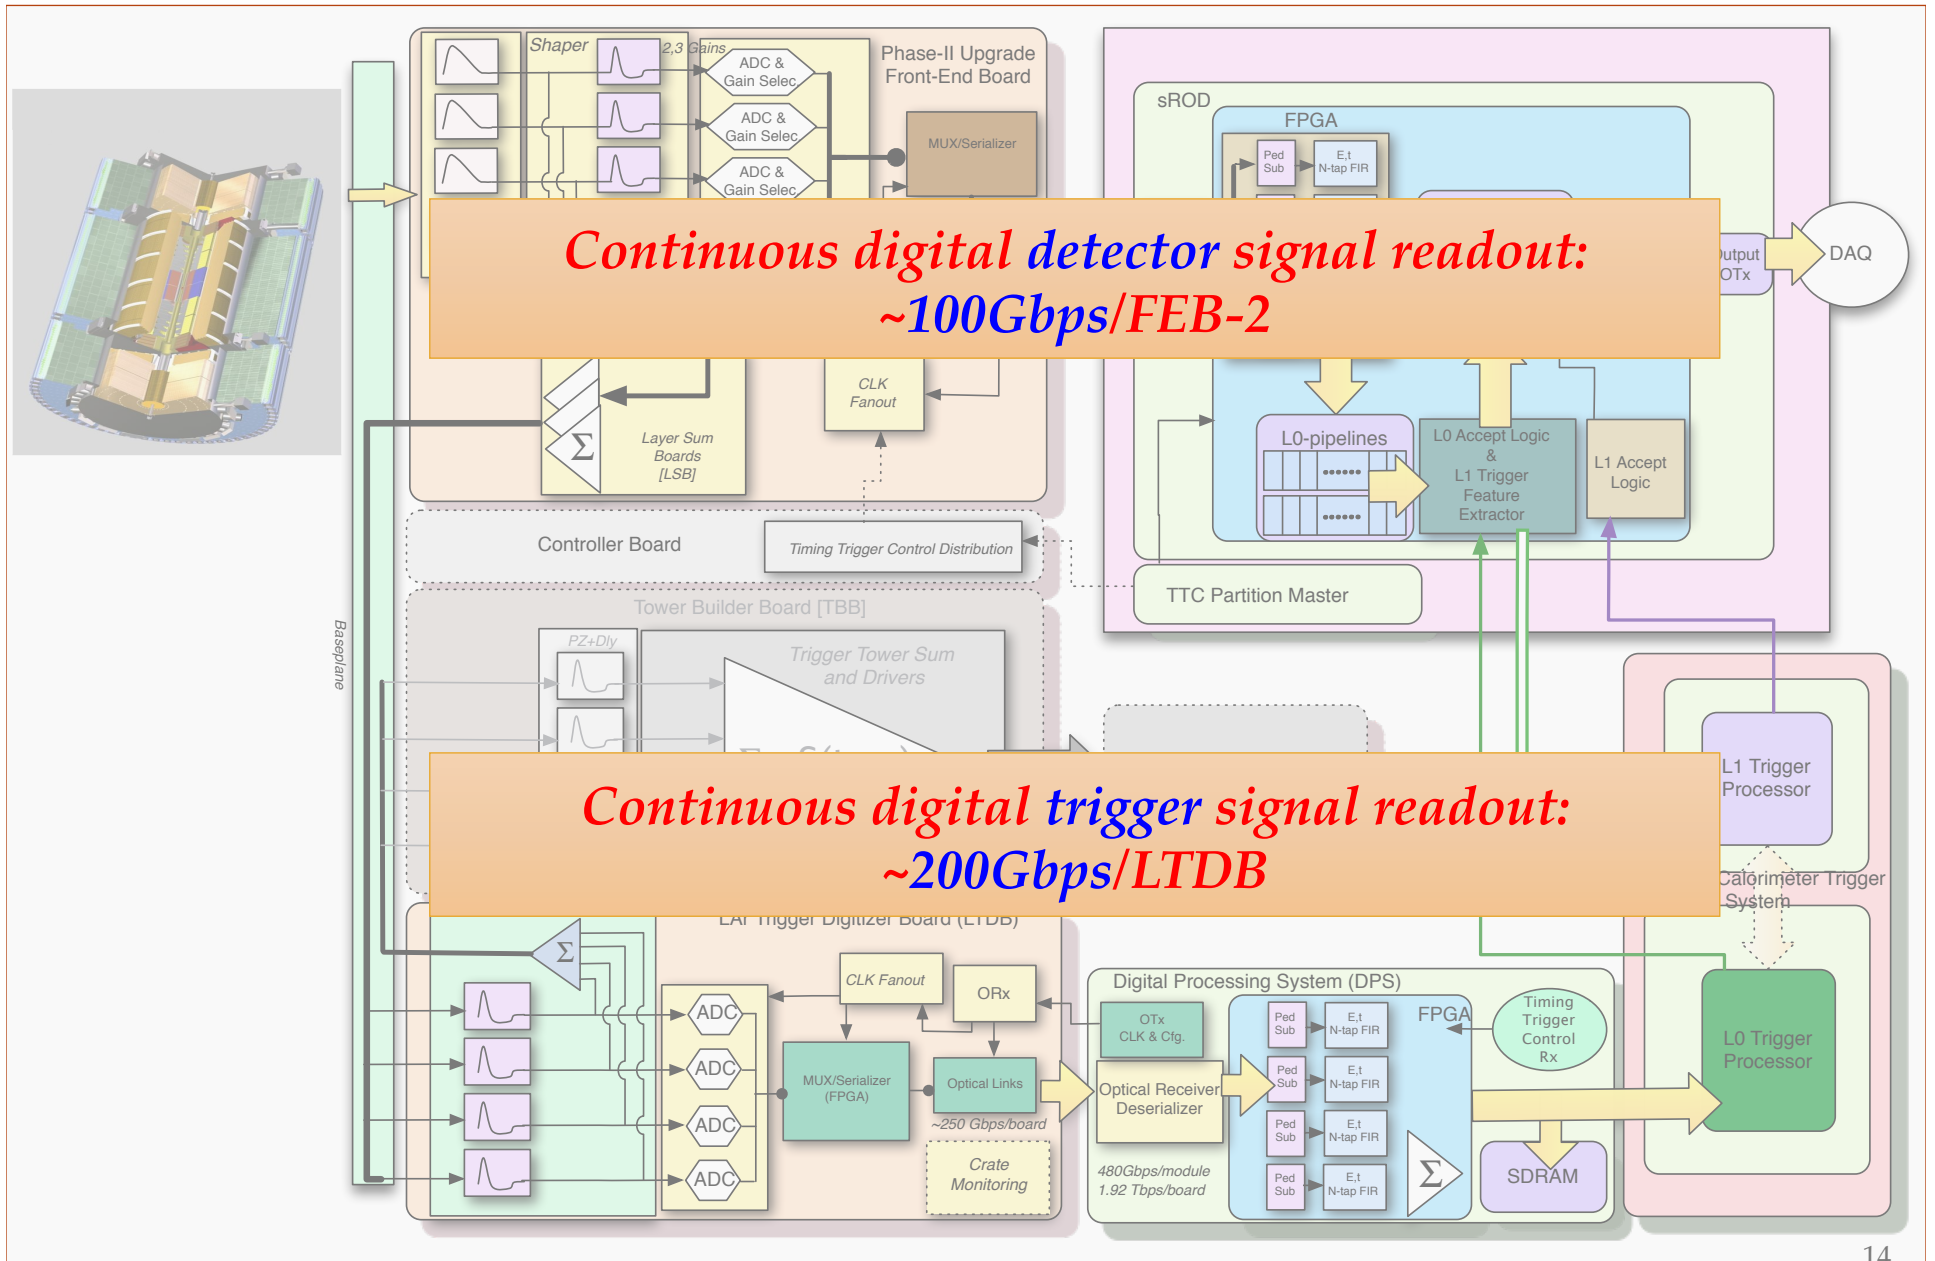 Shaper
2,3 Gains
ADC &
Gain Selec
ADC &
Gain Selec
ADC &
Gain Selec
Phase-II Upgrade
Front-End Board
MUX/Serializer
sROD
FPGA
Ped
Sub
E,t
N-tap FIR
Continuous digital detector signal readout:
~100Gbps/FEB-2
Output
OTx
DAQ
Σ
Layer Sum
Boards
[LSB]
CLK
Fanout
L0-pipelines
L0 Accept Logic
&
L1 Trigger
Feature
Extractor
L1 Accept
Logic
Controller Board
Timing Trigger Control Distribution
TTC Partition Master
Baseplane
Tower Builder Board [TBB]
PZ+Dly
Trigger Tower Sum
and Drivers
L1 Trigger
Processor
Continuous digital trigger signal readout:
~200Gbps/LTDB
Calorimeter Trigger
System
LAr Trigger Digitizer Board (LTDB)
Σ
ADC
ADC
ADC
ADC
CLK Fanout
ORx
MUX/Serializer
(FPGA)
Optical Links
~250 Gbps/board
Crate
Monitoring
Digital Processing System (DPS)
OTx
CLK & Cfg.
Optical Receiver
Deserializer
480Gbps/module
1.92 Tbps/board
FPGA
Ped
Sub
E,t
N-tap FIR
Ped
Sub
E,t
N-tap FIR
Ped
Sub
E,t
N-tap FIR
Ped
Sub
E,t
N-tap FIR
Σ
Timing
Trigger
Control
Rx
SDRAM
L0 Trigger
Processor
14